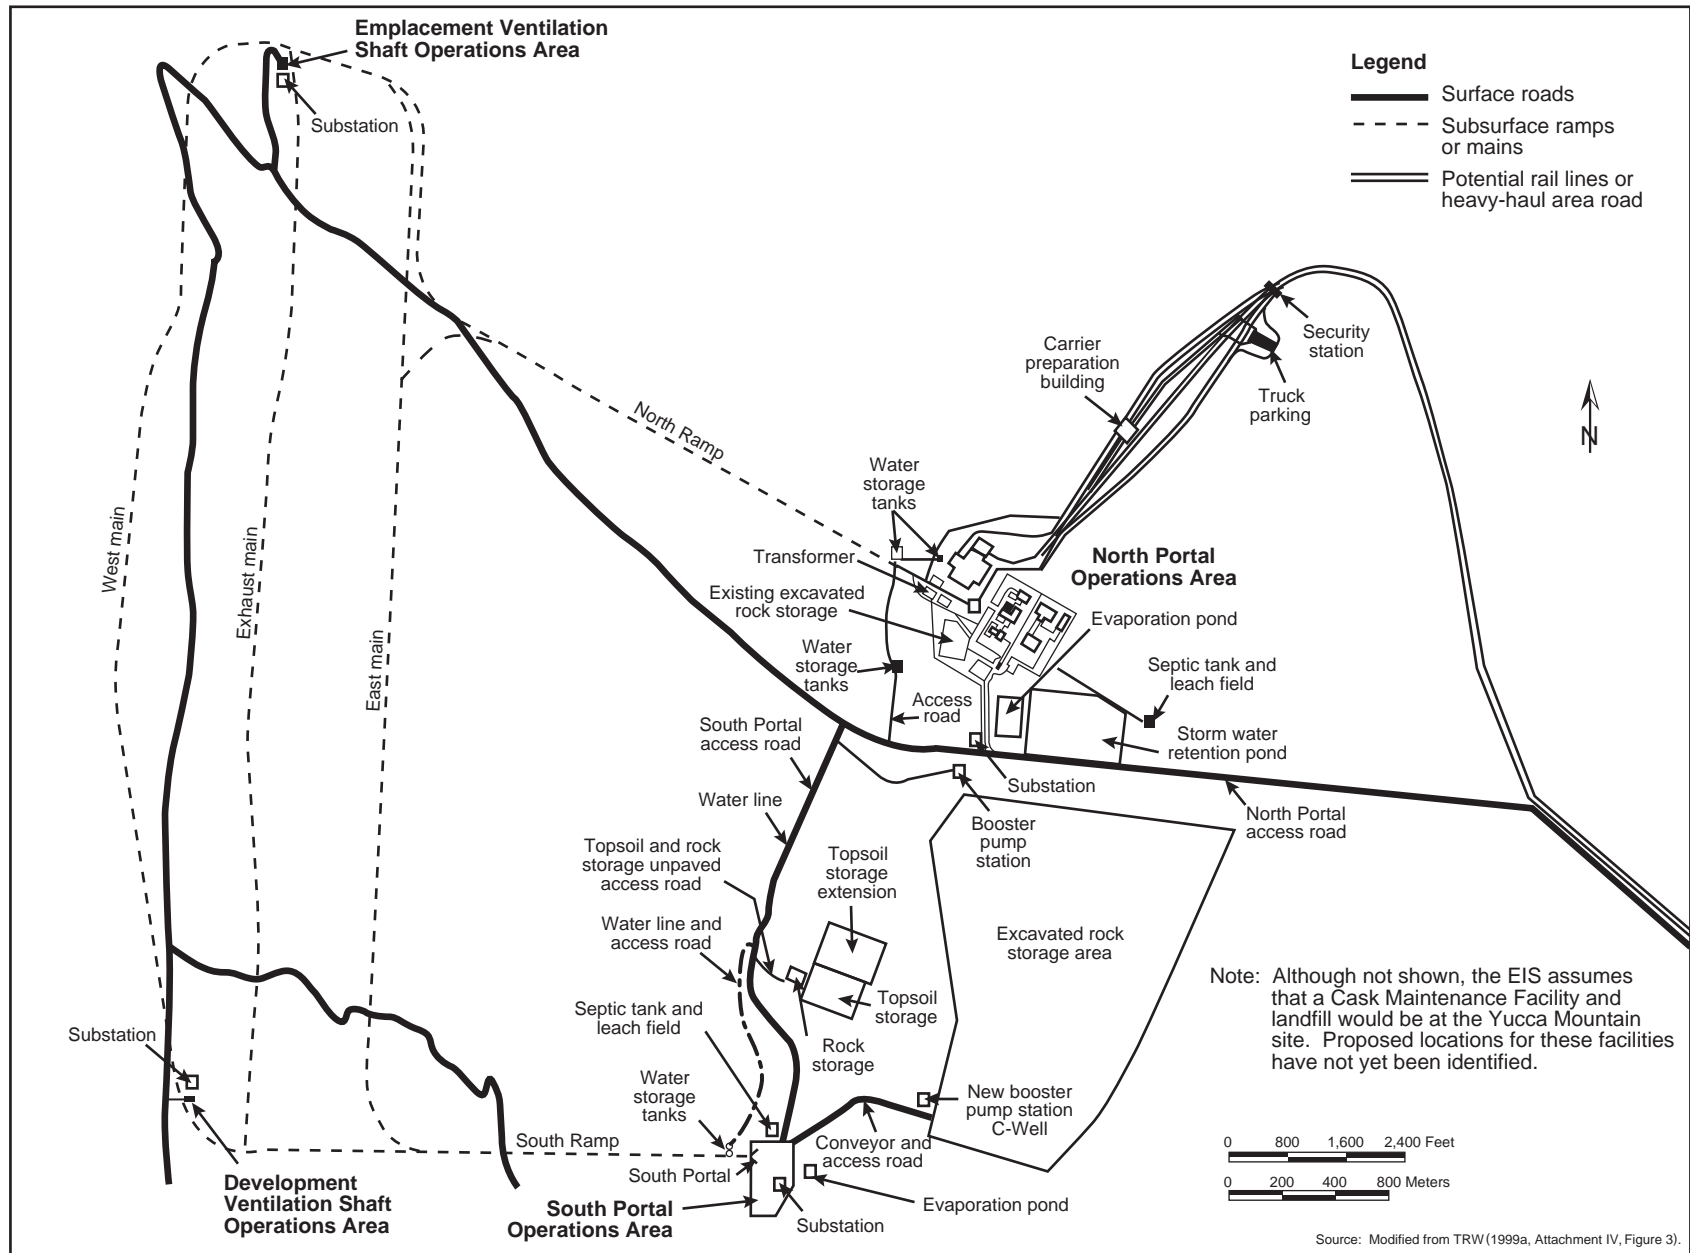 Emplacement Ventilation
Shaft Operations Area
Substation
Legend
Surface roads
Subsurface ramps
or mains
Potential rail lines or
heavy-haul area road
Security
station
Carrier
preparation
building
Truck
parking
N
North Ramp
Water
storage
tanks
Transformer
North Portal
Operations Area
Existing excavated
rock storage
Evaporation pond
West main
Exhaust main
East main
Water
storage
tanks
Septic tank and
leach field
Access
road
South Portal
access road
Storm water
retention pond
Substation
Water line
North Portal
access road
Booster
pump
station
Topsoil and rock
storage unpaved
access road
Topsoil
storage
extension
Water line and
access road
Excavated rock
storage area
Note: Although not shown, the EIS assumes
that a Cask Maintenance Facility and
landfill would be at the Yucca Mountain
site. Proposed locations for these facilities
have not yet been identified.
Topsoil
storage
Septic tank and
leach field
Rock
storage
Substation
Water
storage
tanks
New booster
pump station
C-Well
South Ramp
Conveyor and
access road
0 800 1,600 2,400 Feet
0 200 400 800 Meters
South Portal
Development
Ventilation Shaft
Operations Area
South Portal
Operations Area
Evaporation pond
Substation
Source: Modified from TRW (1999a, Attachment IV, Figure 3).